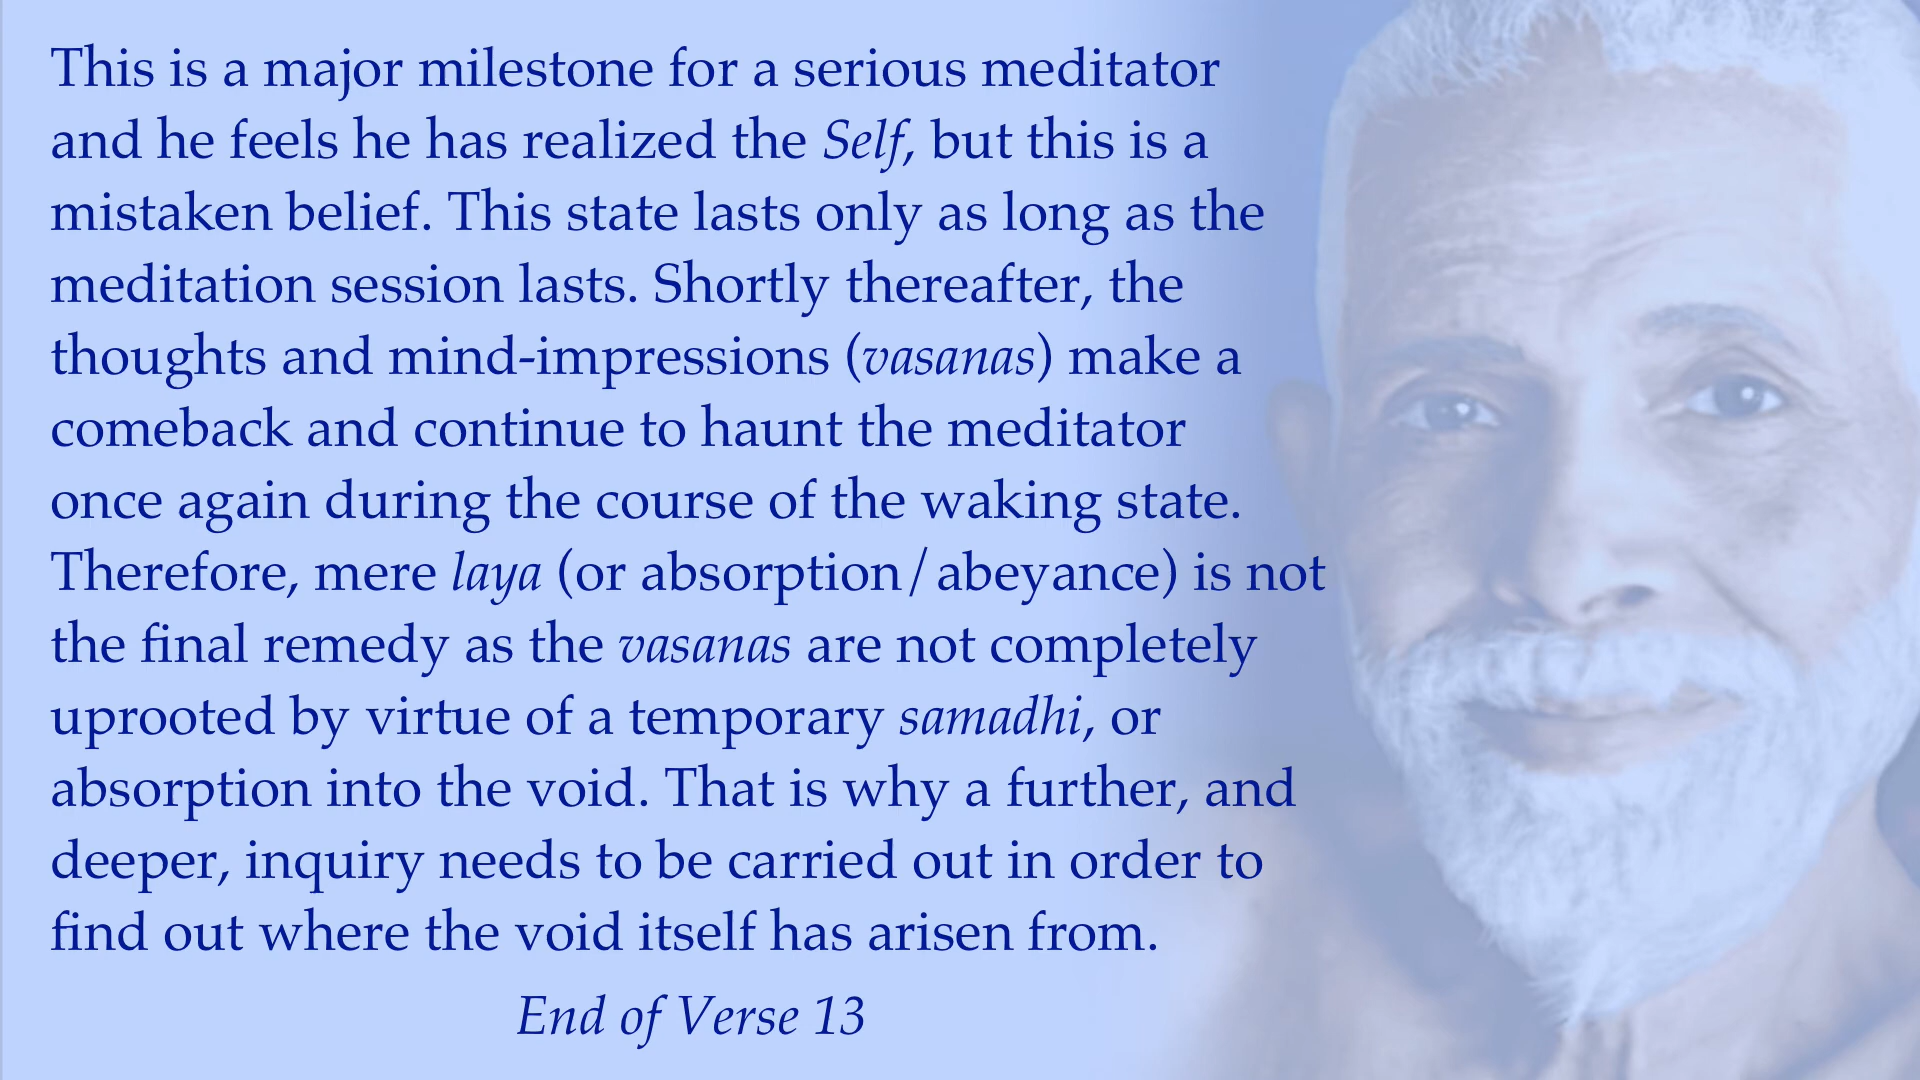 This is a major milestone for a serious meditator
and he feels he has realized the Self, but this is a
mistaken belief. This state lasts only as long as the
meditation session lasts. Shortly thereafter, the
thoughts and mind-impressions (vasanas) make a
comeback and continue to haunt the meditator
once again during the course of the waking state.
Therefore, mere laya (or absorption/abeyance) is not
the final remedy as the vasanas are not completely
uprooted by virtue of a temporary samadhi, or
absorption into the void. That is why a further, and
deeper, inquiry needs to be carried out in order to
find out where the void itself has arisen from.
End of Verse 13